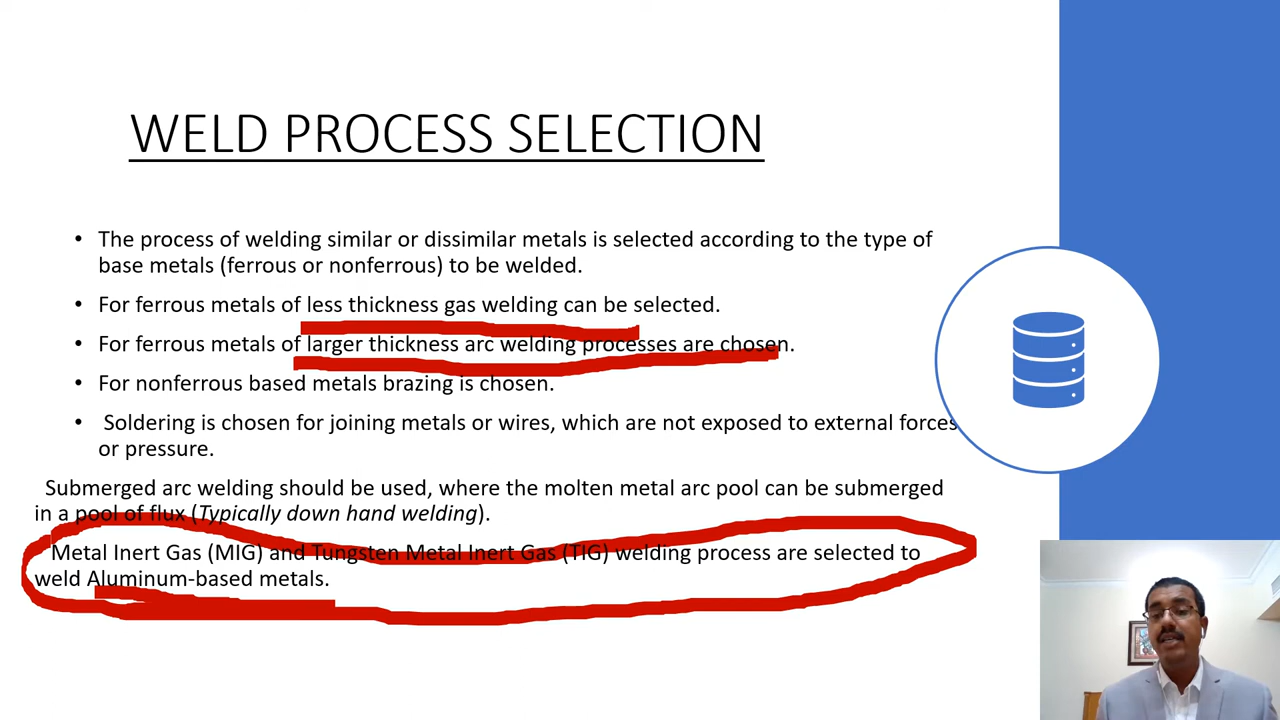 WELD PROCESS SELECTION
• The process of welding similar or dissimilar metals is selected according to the type of
base metals (ferrous or nonferrous) to be welded.
• For ferrous metals of less thickness gas welding can be selected.
• For ferrous metals of larger thickness arc welding processes are chosen.
• For nonferrous based metals brazing is chosen.
• Soldering is chosen for joining metals or wires, which are not exposed to external forces
or pressure.
Submerged arc welding should be used, where the molten metal arc pool can be submerged
in a pool of flux (Typically down hand welding).
Metal Inert Gas (MIG) and Tungsten Metal Inert Gas (TIG) welding process are selected to
weld Aluminum-based metals.